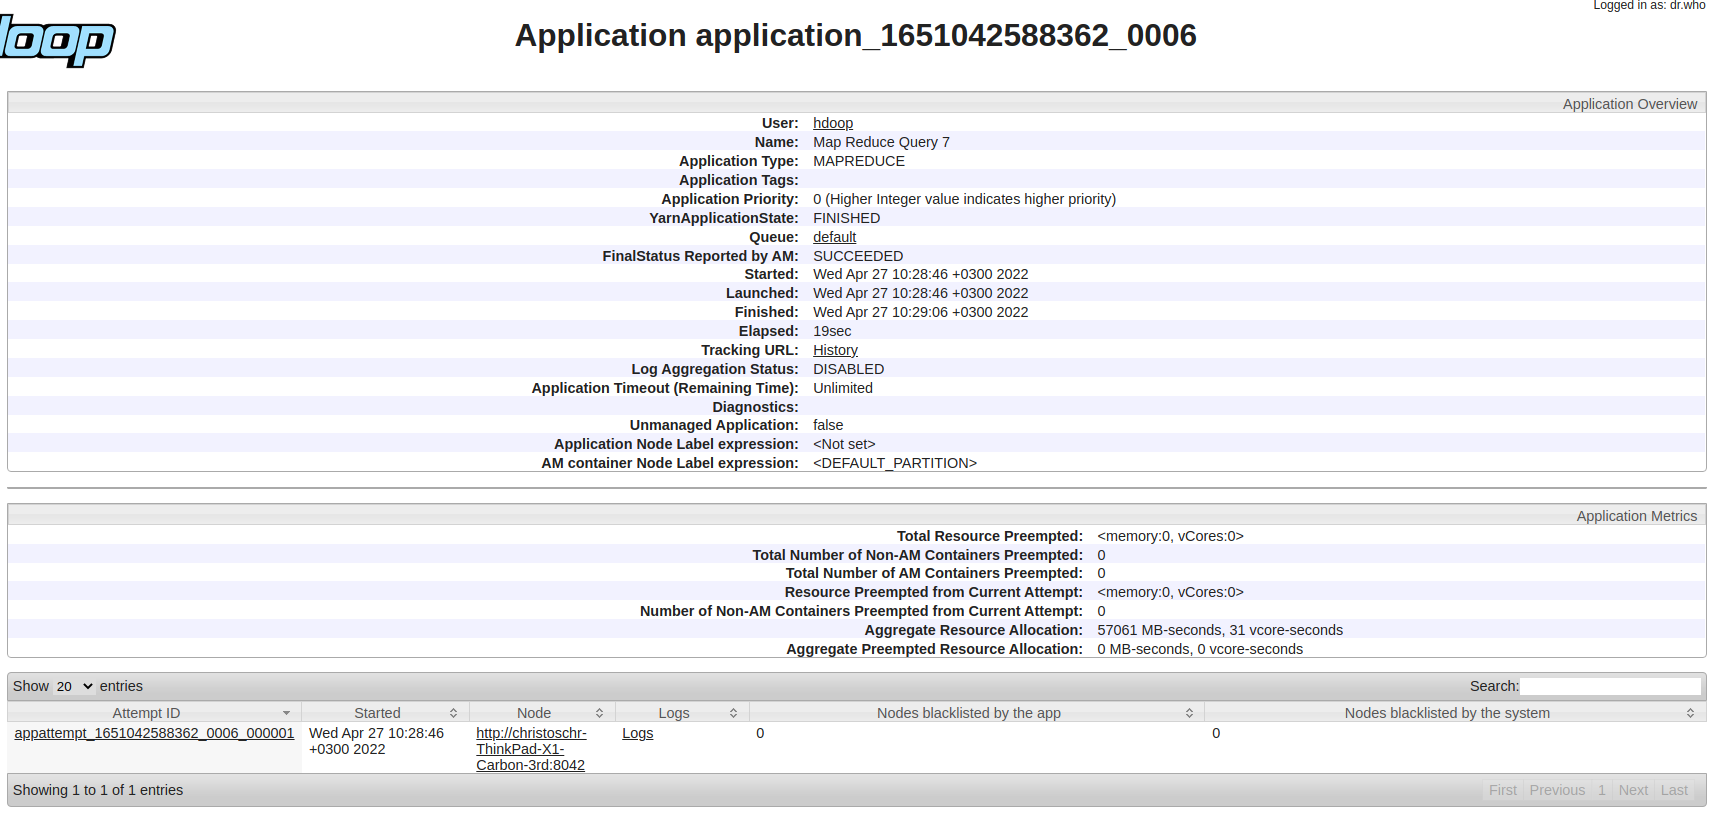 Logged in as: dr.who
loop
Application application_1651042588362_0006
Application Overview
User: hdoop
Name: Map Reduce Query 7
Application Type: MAPREDUCE
Application Tags:
Application Priority: 0 (Higher Integer value indicates higher priority)
YarnApplicationState: FINISHED
Queue: default
FinalStatus Reported by AM: SUCCEEDED
Started: Wed Apr 27 10:28:46 +0300 2022
Launched: Wed Apr 27 10:28:46 +0300 2022
Finished: Wed Apr 27 10:29:06 +0300 2022
Elapsed: 19sec
Tracking URL: History
Log Aggregation Status: DISABLED
Application Timeout (Remaining Time): Unlimited
Diagnostics:
Unmanaged Application: false
Application Node Label expression: <Not set>
AM container Node Label expression: <DEFAULT_PARTITION>
Application Metrics
Total Resource Preempted: <memory:0, vCores:0>
Total Number of Non-AM Containers Preempted: 0
Total Number of AM Containers Preempted: 0
Resource Preempted from Current Attempt: <memory:0, vCores:0>
Number of Non-AM Containers Preempted from Current Attempt: 0
Aggregate Resource Allocation: 57061 MB-seconds, 31 vcore-seconds
Aggregate Preempted Resource Allocation: 0 MB-seconds, 0 vcore-seconds
Show 20 entries Search:
Attempt ID Started Node Logs Nodes blacklisted by the app Nodes blacklisted by the system
appattempt_1651042588362_0006_000001 Wed Apr 27 10:28:46 http://christoschr- Logs 0 0
+0300 2022 ThinkPad-X1-
Carbon-3rd:8042
Showing 1 to 1 of 1 entries First Previous 1 Next Last